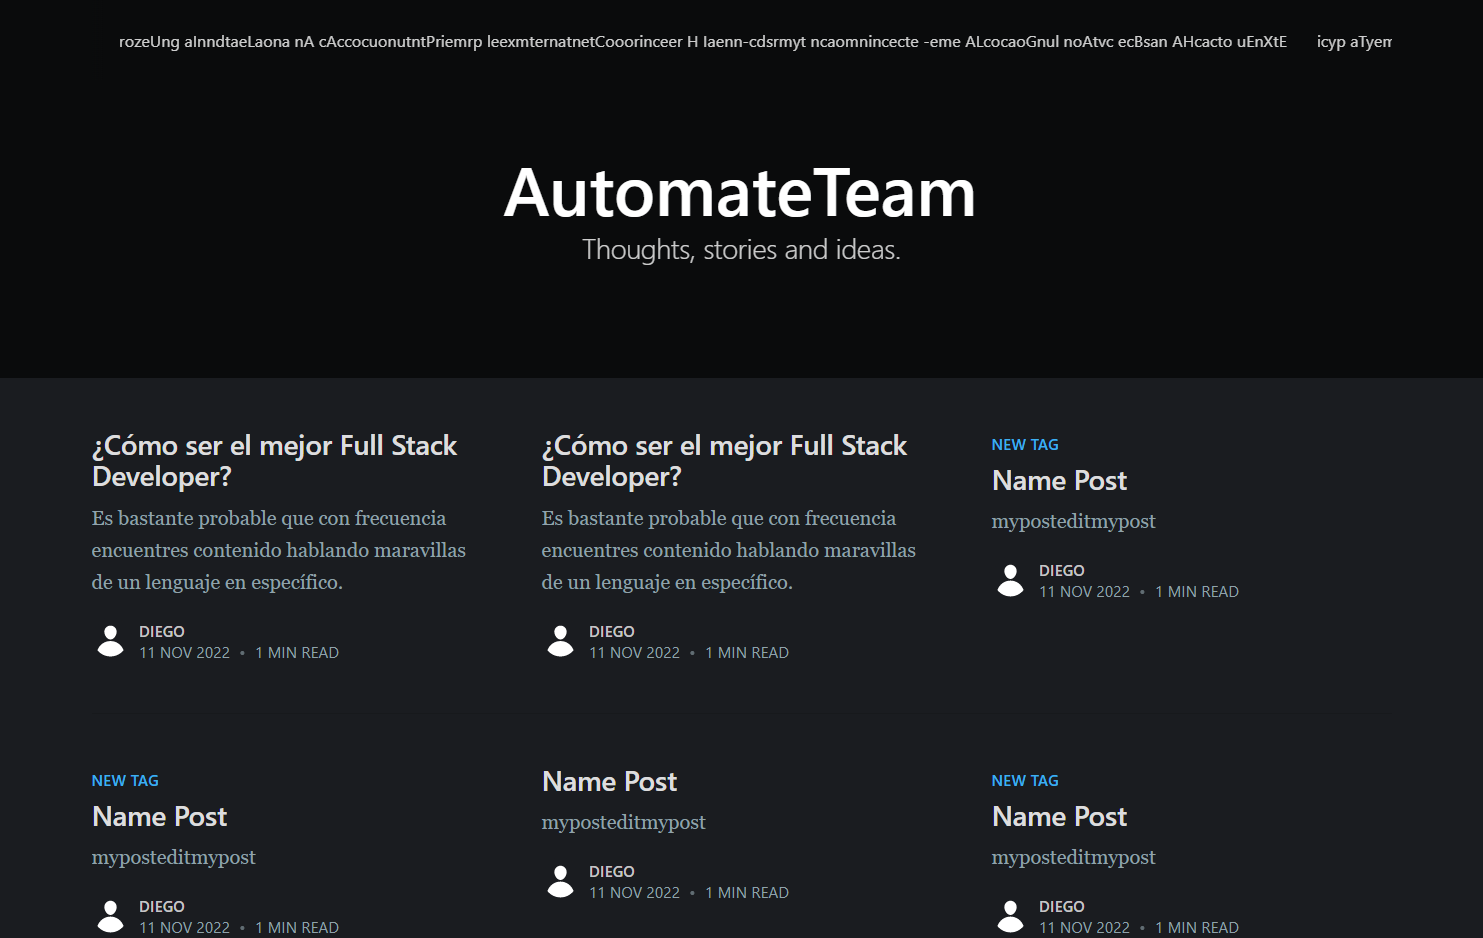 rozeUng aInndtaeLaona nA cAccocuonutntPriemrp leexmternatnetCooorinceer H Iaenn-cdsrmyt ncaomnincecte -eme ALcocaoGnul noAtvc ecBsan AHcacto uEnXtE icyp aTyem
AutomateTeam
Thoughts, stories and ideas.
¿Cómo ser el mejor Full Stack
Developer?
Es bastante probable que con frecuencia
encuentres contenido hablando maravillas
de un lenguaje en específico.
DIEGO
11 NOV 2022 • 1 MIN READ
¿Cómo ser el mejor Full Stack
Developer?
Es bastante probable que con frecuencia
encuentres contenido hablando maravillas
de un lenguaje en específico.
DIEGO
11 NOV 2022 • 1 MIN READ
NEW TAG
Name Post
myposteditmypost
DIEGO
11 NOV 2022 • 1 MIN READ
NEW TAG
Name Post
myposteditmypost
DIEGO
11 NOV 2022 • 1 MIN READ
Name Post
myposteditmypost
DIEGO
11 NOV 2022 • 1 MIN READ
NEW TAG
Name Post
myposteditmypost
DIEGO
11 NOV 2022 • 1 MIN READ